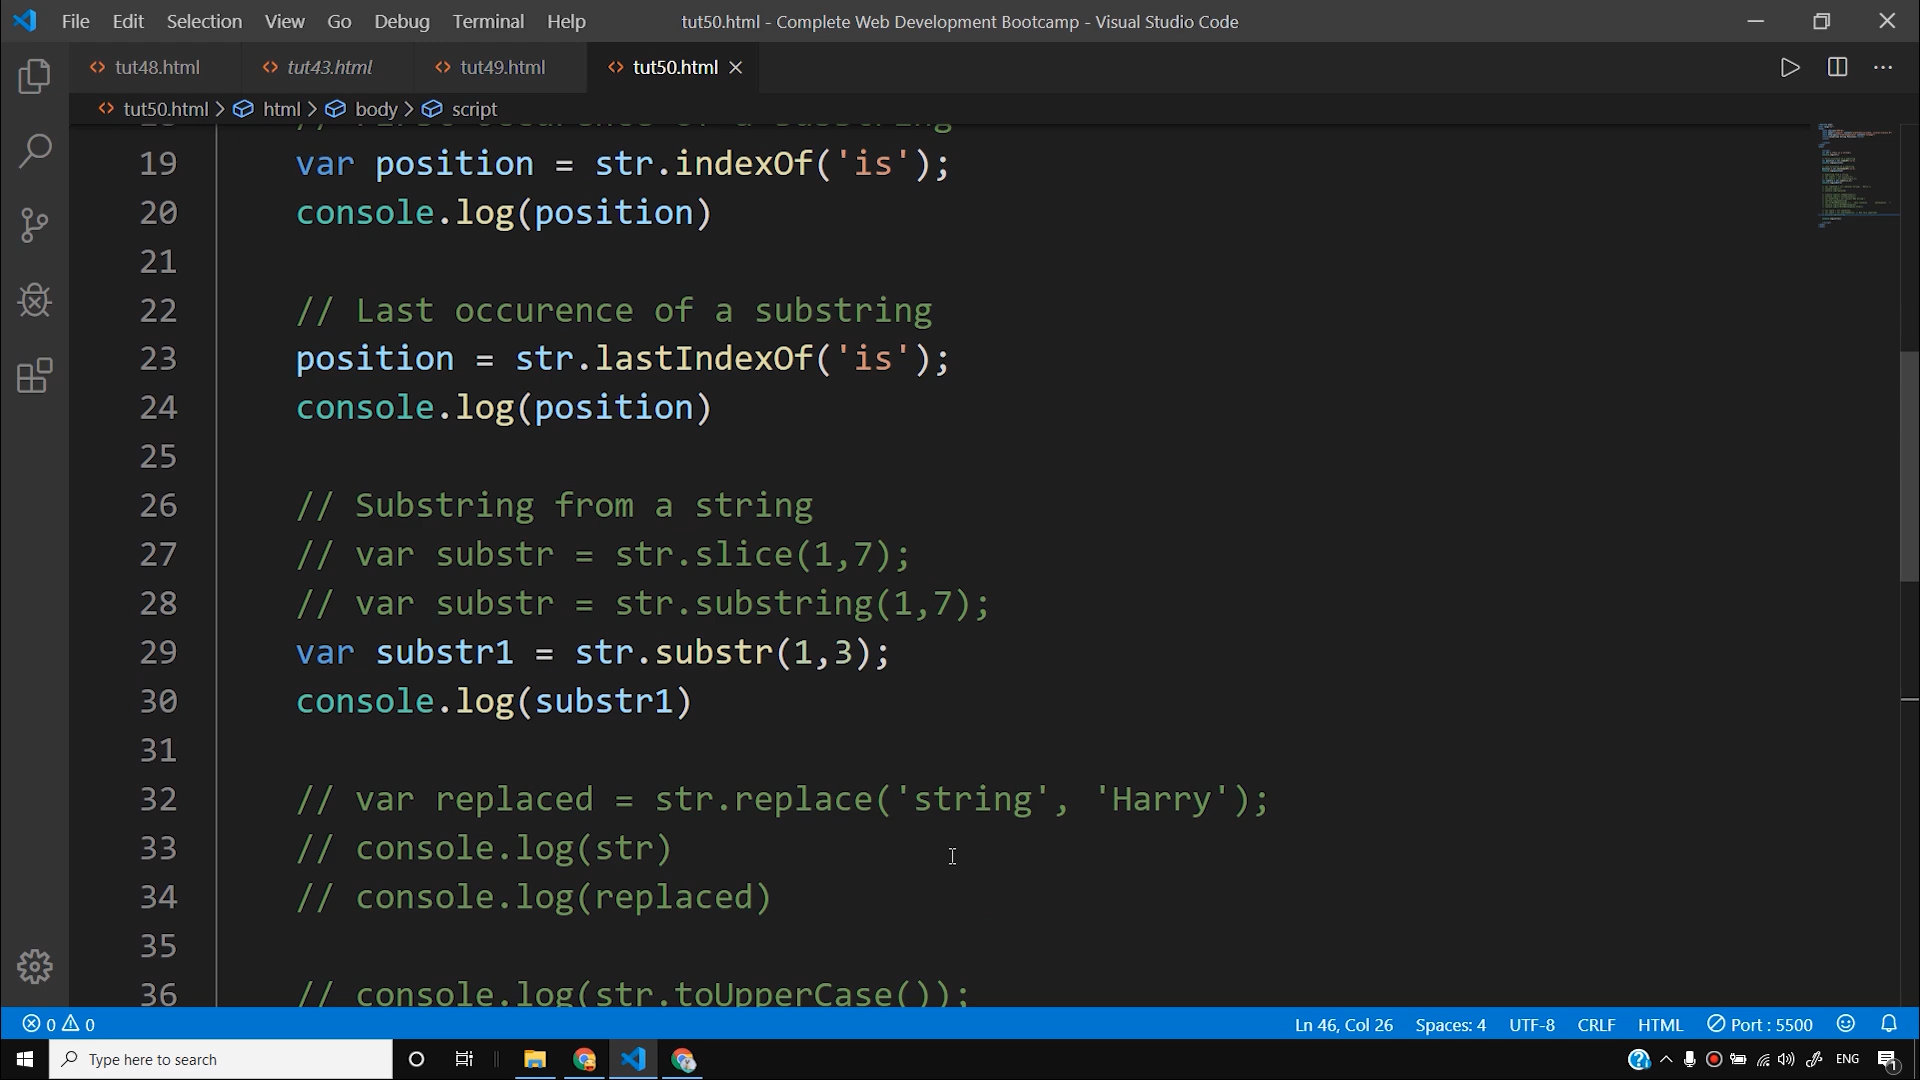 File Edit Selection View Go Debug Terminal Help tut50.html - Complete Web Development Bootcamp - Visual Studio Code
tut48.html tut43.html tut49.html tut50.html
tut50.html > html > body > script
// First occurence of a substring
19 var position = str.indexOf('is');
20 console.log(position)
21
22 // Last occurence of a substring
23 position = str.lastIndexOf('is');
24 console.log(position)
25
26 // Substring from a string
27 // var substr = str.slice(1,7);
28 // var substr = str.substring(1,7);
29 var substr1 = str.substr(1,3);
30 console.log(substr1)
31
32 // var replaced = str.replace('string', 'Harry');
33 // console.log(str)
34 // console.log(replaced)
35
36 // console.log(str.toUpperCase());
0 0 Ln 46, Col 26 Spaces: 4 UTF-8 CRLF HTML Port : 5500
Type here to search ENG 1